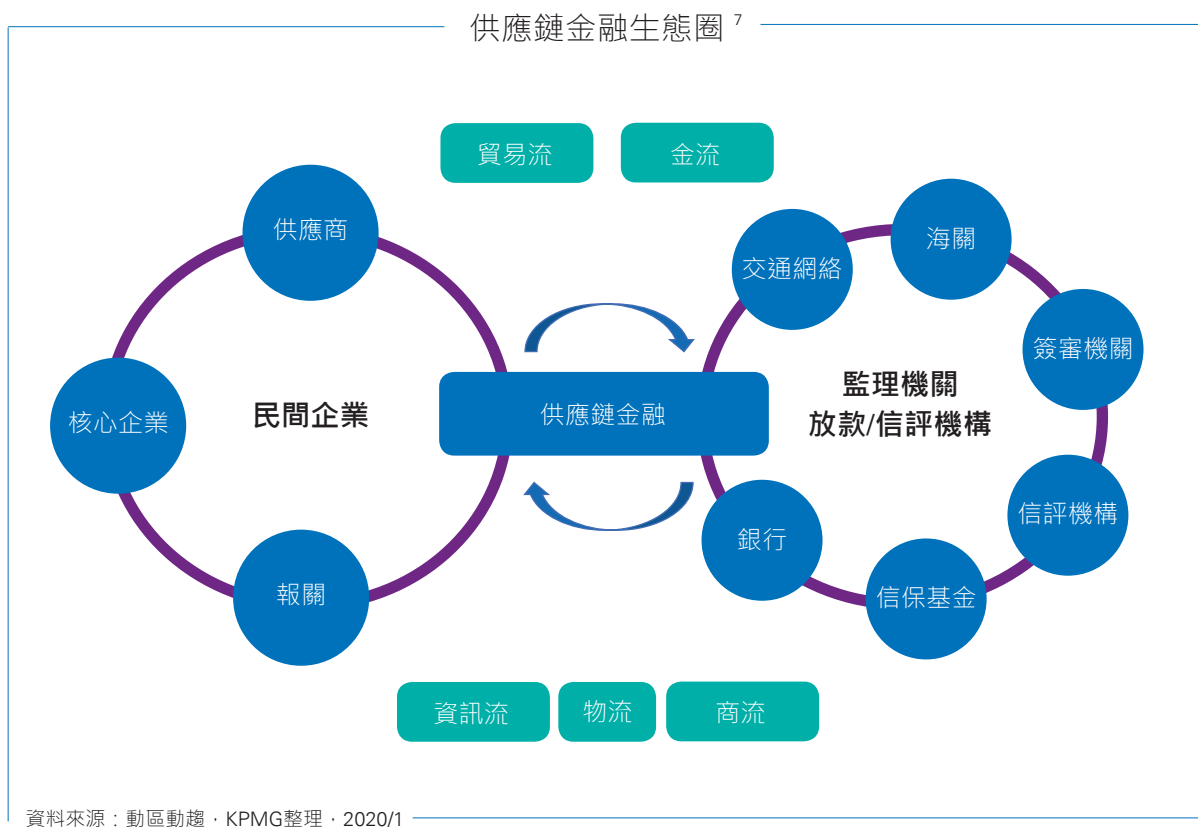 供應鏈金融生態圈 7
貿易流
金流
供應商
核心企業
民間企業
報關
供應鏈金融
交通網絡
海關
簽審機關
監理機關
放款/信評機構
信評機構
信保基金
銀行
資訊流
物流
商流
資料來源：動區動趨，KPMG整理，2020/1